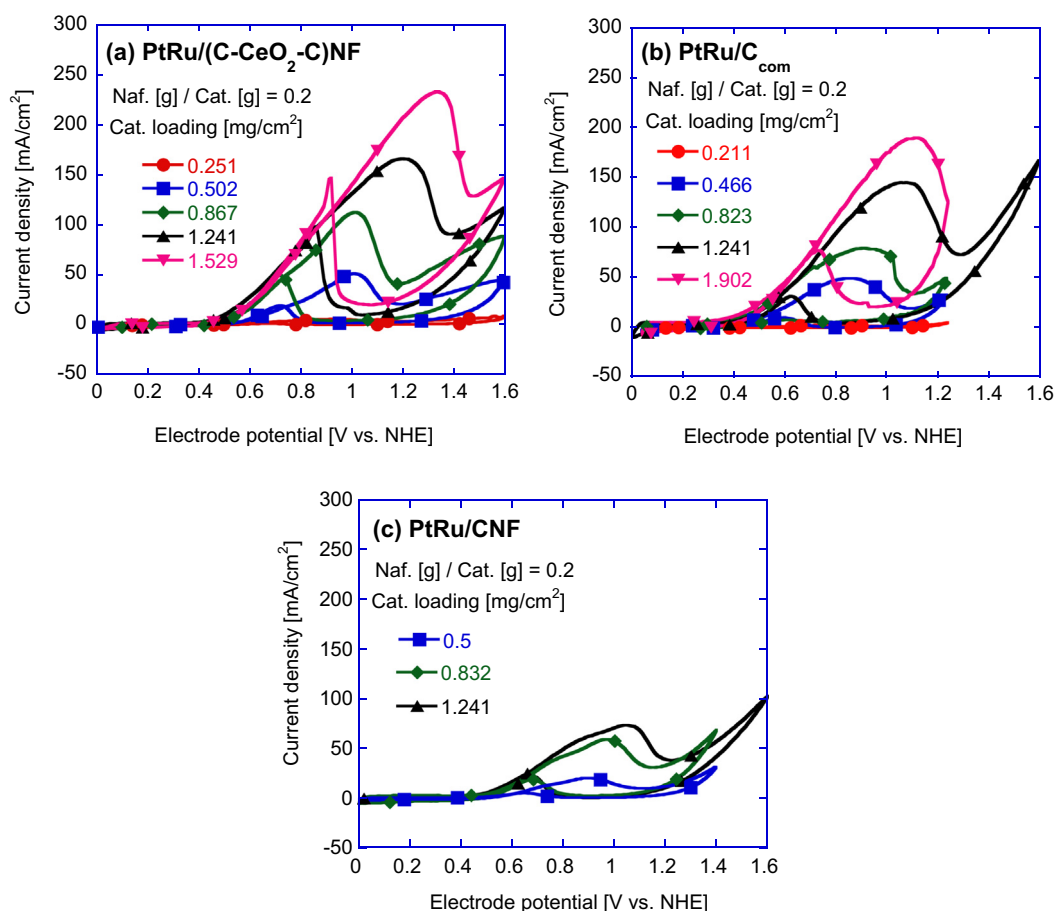 (a) PtRu/(C-CeO2-C)NF
Naf. [g] / Cat. [g] = 0.2
Cat. loading [mg/cm2]
0.251
0.502
0.867
1.241
1.529
300
250
200
150
100
50
0
-50
0 0.2 0.4 0.6 0.8 1 1.2 1.4 1.6
Current density [mA/cm2]
Electrode potential [V vs. NHE]
(b) PtRu/Ccom
Naf. [g] / Cat. [g] = 0.2
Cat. loading [mg/cm2]
0.211
0.466
0.823
1.241
1.902
300
250
200
150
100
50
0
-50
0 0.2 0.4 0.6 0.8 1 1.2 1.4 1.6
Current density [mA/cm2]
Electrode potential [V vs. NHE]
(c) PtRu/CNF
Naf. [g] / Cat. [g] = 0.2
Cat. loading [mg/cm2]
0.5
0.832
1.241
300
250
200
150
100
50
0
-50
0 0.2 0.4 0.6 0.8 1 1.2 1.4 1.6
Current density [mA/cm2]
Electrode potential [V vs. NHE]